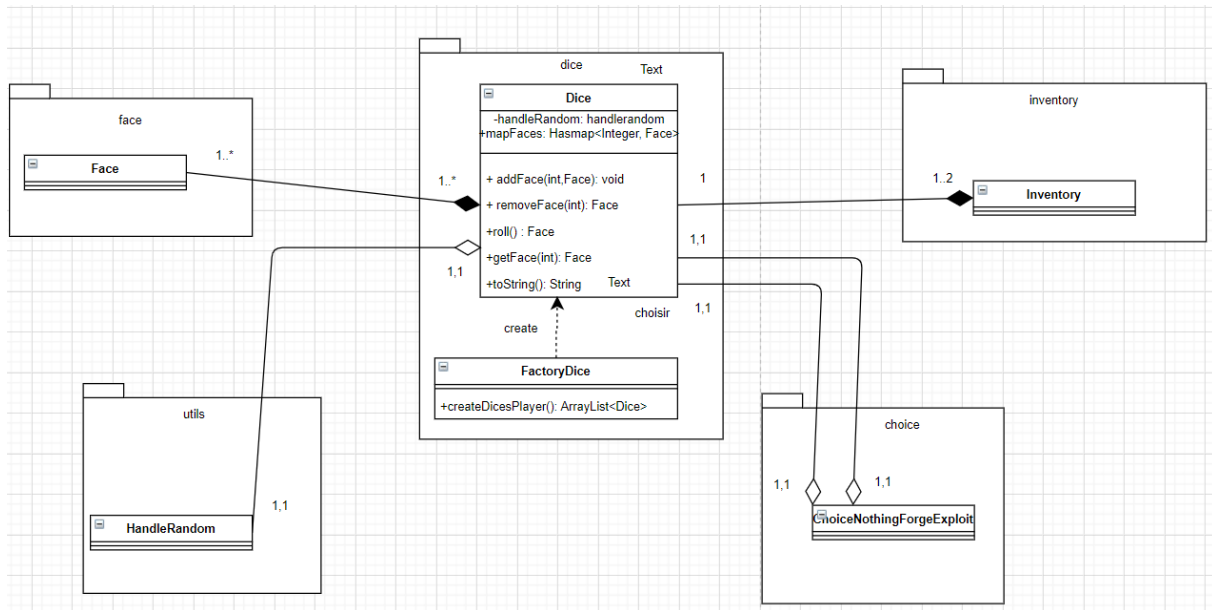 dice
Text
Dice
-handleRandom: handlerandom
+mapFaces: Hasmap<Integer, Face>
+ addFace(int,Face): void
+ removeFace(int): Face
+roll() : Face
+getFace(int): Face
+toString(): String
Text
choisir
create
FactoryDice
+createDicesPlayer(): ArrayList<Dice>
face
Face
1..*
1..*
1,1
utils
HandleRandom
1,1
inventory
Inventory
1
1..2
1,1
1,1
choice
1,1
1,1
ChoiceNothingForgeExploit